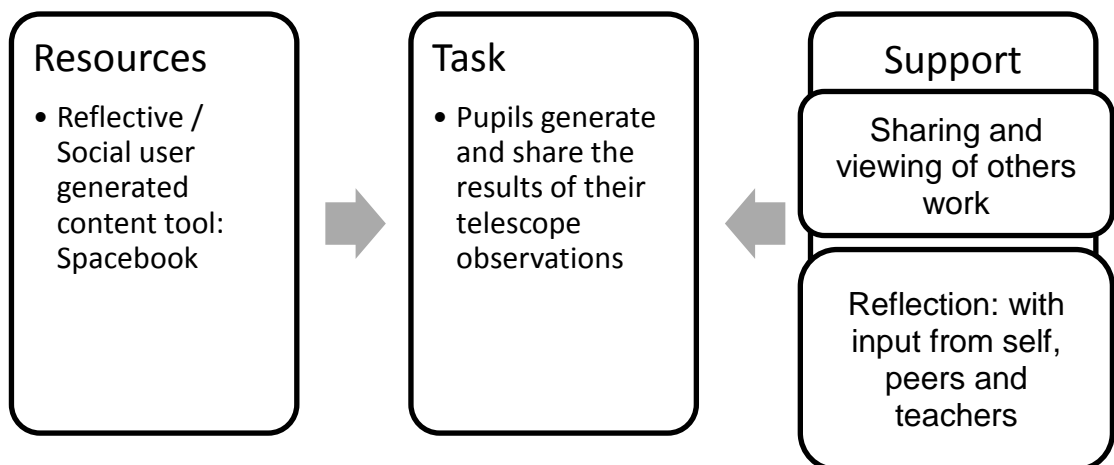 Resources
• Reflective /
Social user
generated
content tool:
Spacebook
Task
• Pupils generate
and share the
results of their
telescope
observations
Support
Sharing and
viewing of others
work
Reflection: with
input from self,
peers and
teachers